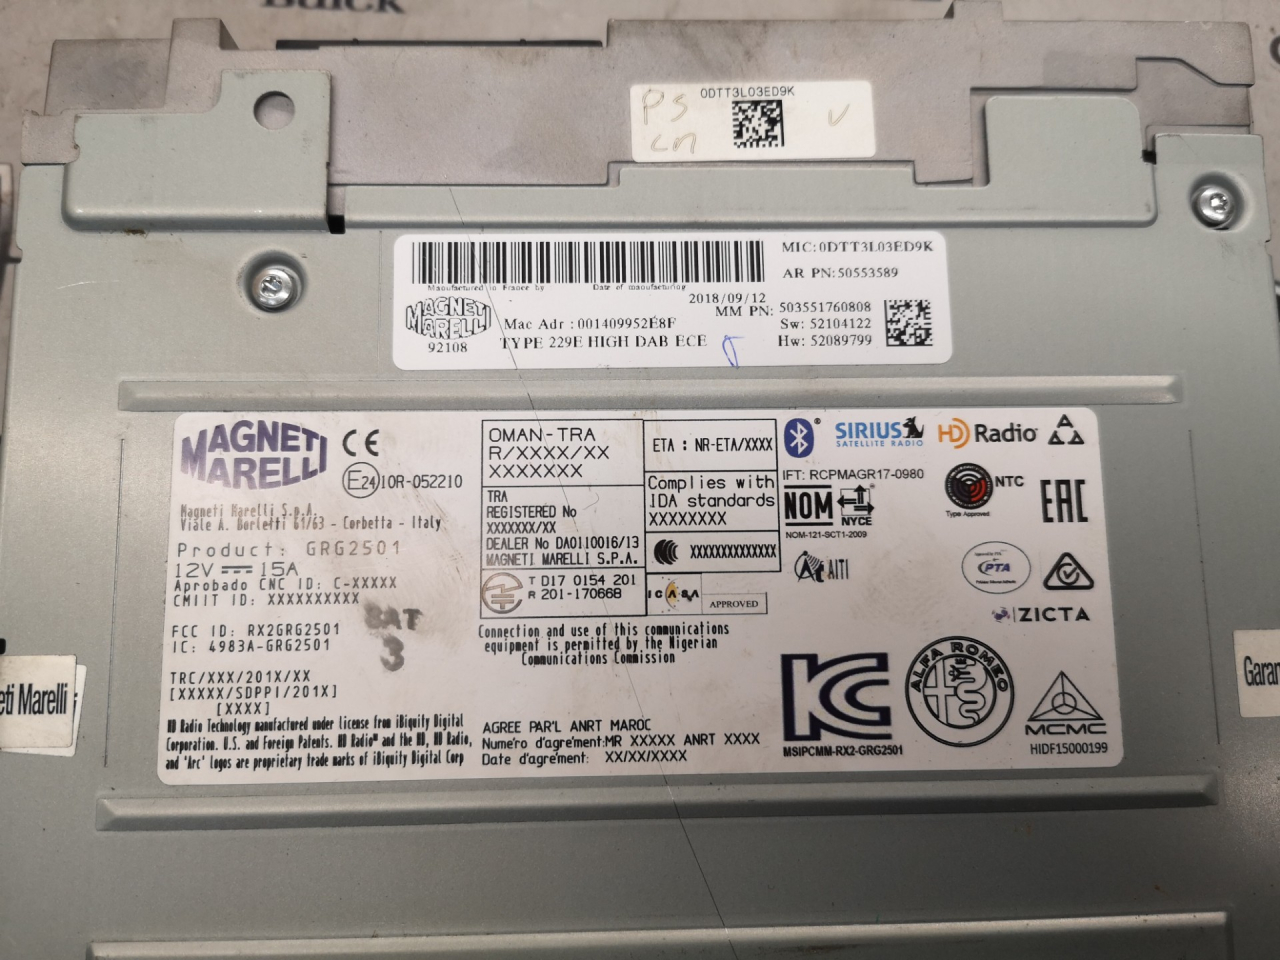 Buick
0DTT3L03ED9K
PS
cn
v
MIC:0DTT3L03ED9K
AR PN:50553589
Manufactured in France by
Date of manufacturing
2018/09/12
MM PN: 503551760808
MAGNETI
MARELLI
Mac Adr : 001409952E8F
Sw: 52104122
92108
TYPE 229E HIGH DAB ECE
Hw: 52089799
MAGNETI
MARELLI
CE
E24 10R-052210
Magneti Marelli S.p.A.
Viale A. Borletti 61/63 - Corbetta - Italy
Product: GRG2501
12V 15A
Aprobado CNC ID: C-XXXXX
CMIIT ID: XXXXXXXXXX
BAT
3
FCC ID: RX2GRG2501
IC: 4983A-GRG2501
TRC/XXX/201X/XX
[XXXXX/SDPPI/201X]
[XXXX]
HD Radio Technology manufactured under license from iBiquity Digital
Corporation. U.S. and Foreign Patents. HD Radio™ and the HD, HD Radio,
and 'Arc' logos are proprietary trade marks of iBiquity Digital Corp
OMAN-TRA
R/XXXX/XX
XXXXXXX
TRA
REGISTERED No
XXXXXXX/XX
DEALER No DA0110016/13
MAGNETI MARELLI S.P.A.
T D17 0154 201
R 201-170668
ETA : NR-ETA/XXXX
Complies with
IDA standards
XXXXXXXX
XXXXXXXXXXXXX
ICASA
APPROVED
Connection and use of this communications
equipment is permitted by the Nigerian
Communications Commission
AGREE PAR'L ANRT MAROC
Nume'ro d'agrement:MR XXXXX ANRT XXXX
Date d'agrement: XX/XX/XXXX
SIRIUS
SATELLITE RADIO
HD Radio
IFT: RCPMAGR17-0980
NOM
NYCE
NOM-121-SCT1-2009
NTC
Type Approved
EAC
AITI
PTA
ZICTA
KC
MSIPCMM-RX2-GRG2501
ALFA ROMEO
MCMC
HIDF15000199
eti Marelli
Garan